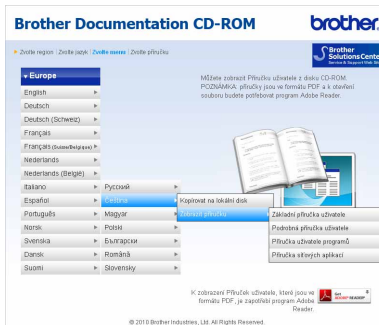 Brother Documentation CD-ROM
brother
Zvolte region | Zvolte jazyk | Zvolte menu | Zvolte příručku
Brother
Solutions Center
Service & Support Web Site
Europe
Můžete zobrazit Příručku uživatele z disku CD-ROM.
POZNÁMKA: příručky jsou ve formátu PDF a k otevření
souboru budete potřebovat program Adobe Reader.
English
Deutsch
Deutsch (Schweiz)
Français
Français (Suisse/Belgique)
Nederlands
Nederlands (België)
Italiano
Русский
Español
Čeština
Kopírovat na lokální disk
Português
Magyar
Zobrazit příručku
Základní příručka uživatele
Norsk
Polski
Podrobná příručka uživatele
Svenska
Български
Příručka uživatele programů
Dansk
Română
Příručka síťových aplikací
Suomi
Slovensky
K zobrazení Příruček uživatele, které jsou ve
formátu PDF, je zapotřebí program Adobe
Reader.
Get
ADOBE® READER®
© 2010 Brother Industries, Ltd. All Rights Reserved.